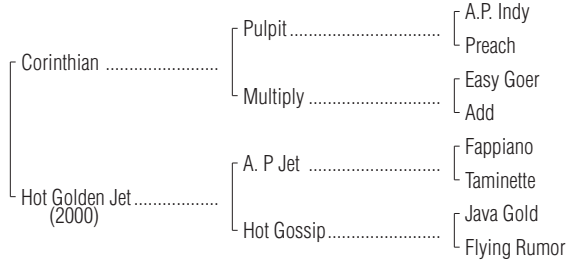 A.P. Indy
Pulpit
Preach
Corinthian
Easy Goer
Multiply
Add
Fappiano
A. P Jet
Taminette
Hot Golden Jet
(2000)
Java Gold
Hot Gossip
Flying Rumor